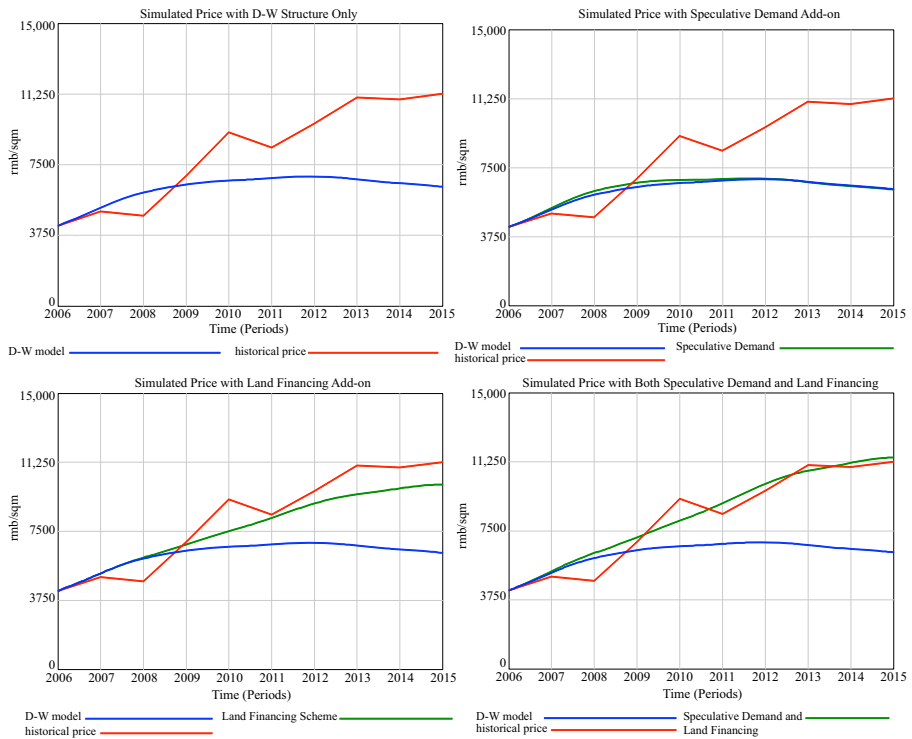 Simulated Price with D-W Structure Only
15,000
11,250
7500
3750
0
rmb/sqm
2006 2007 2008 2009 2010 2011 2012 2013 2014 2015
Time (Periods)
D-W model historical price
Simulated Price with Speculative Demand Add-on
15,000
11,250
7500
3750
0
rmb/sqm
2006 2007 2008 2009 2010 2011 2012 2013 2014 2015
Time (Periods)
D-W model Speculative Demand
historical price
Simulated Price with Land Financing Add-on
15,000
11,250
7500
3750
0
rmb/sqm
2006 2007 2008 2009 2010 2011 2012 2013 2014 2015
Time (Periods)
D-W model Land Financing Scheme
historical price
Simulated Price with Both Speculative Demand and Land Financing
15,000
11,250
7500
3750
0
rmb/sqm
2006 2007 2008 2009 2010 2011 2012 2013 2014 2015
Time (Periods)
D-W model Speculative Demand and
historical price Land Financing